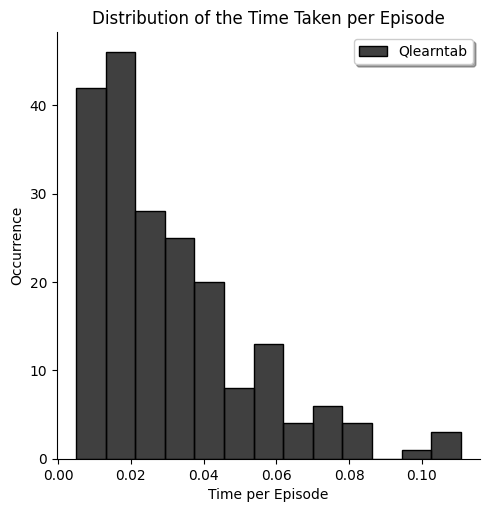 Distribution of the Time Taken per Episode
Qlearntab
Occurrence
40
30
20
10
0
0.00 0.02 0.04 0.06 0.08 0.10
Time per Episode